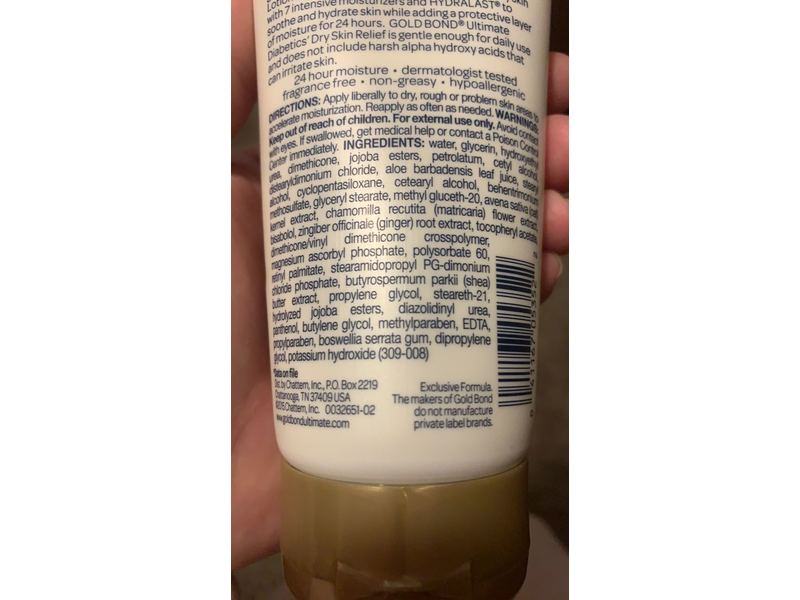 with 7 intensive moisturizers and HYDRALAST® to
soothe and hydrate skin while adding a protective layer
of moisture for 24 hours. GOLD BOND® Ultimate
Diabetics' Dry Skin Relief is gentle enough for daily use
and does not include harsh alpha hydroxy acids that
can irritate skin.
24 hour moisture • dermatologist tested
fragrance free • non-greasy • hypoallergenic
DIRECTIONS: Apply liberally to dry, rough or problem skin areas to
accelerate moisturization. Reapply as often as needed. WARNINGS:
Keep out of reach of children. For external use only. Avoid contact
with eyes. If swallowed, get medical help or contact a Poison Control
Center immediately. INGREDIENTS: water, glycerin, hydroxyethyl
urea, dimethicone, jojoba esters, petrolatum, cetyl alcohol,
distearyldimonium chloride, aloe barbadensis leaf juice, stearyl
alcohol, cyclopentasiloxane, cetearyl alcohol, behentrimonium
methosulfate, glyceryl stearate, methyl gluceth-20, avena sativa (oat)
kernel extract, chamomilla recutita (matricaria) flower extract,
bisabolol, zingiber officinale (ginger) root extract, tocopheryl acetate,
dimethicone/vinyl dimethicone crosspolymer,
magnesium ascorbyl phosphate, polysorbate 60,
retinyl palmitate, stearamidopropyl PG-dimonium
chloride phosphate, butyrospermum parkii (shea)
butter extract, propylene glycol, steareth-21,
hydrolyzed jojoba esters, diazolidinyl urea,
panthenol, butylene glycol, methylparaben, EDTA,
propylparaben, boswellia serrata gum, dipropylene
glycol, potassium hydroxide (309-008)
*data on file
Dist. by Chattem, Inc., P.O. Box 2219
Chattanooga, TN 37409 USA
©2015 Chattem, Inc. 0032651-02
www.goldbondultimate.com
Exclusive Formula.
The makers of Gold Bond
do not manufacture
private label brands.